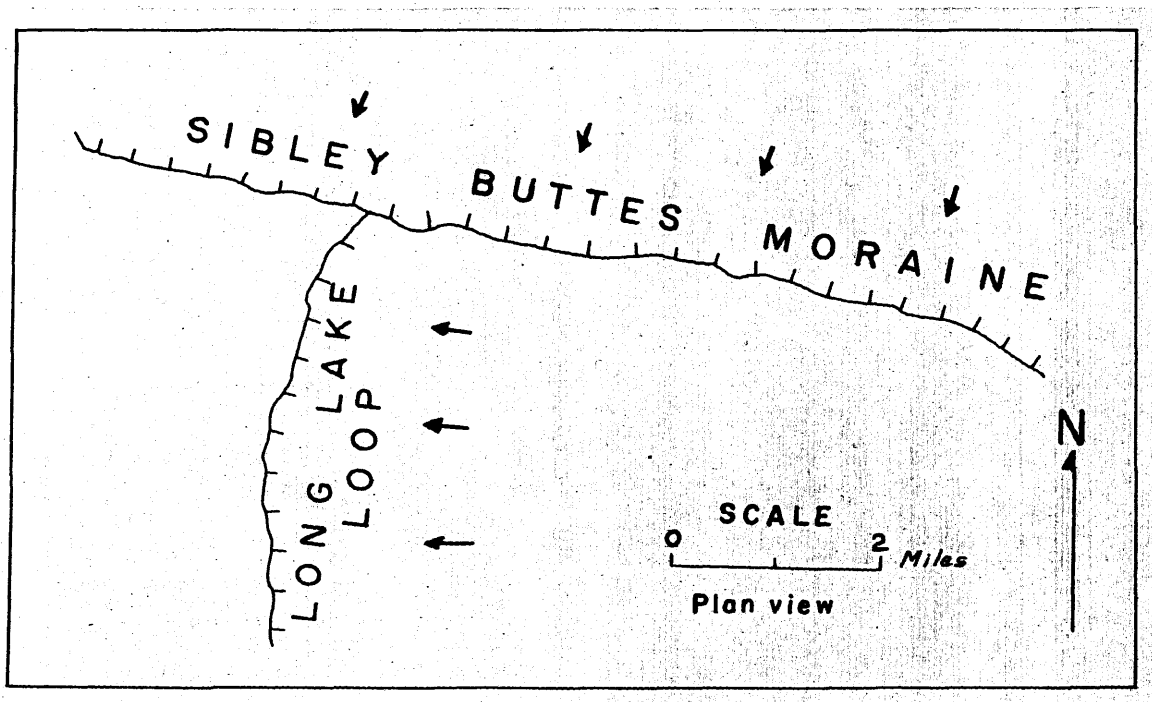 SIBLEY BUTTES MORAINE
LONG LAKE
LOOP
N
SCALE
0 2 Miles
Plan view